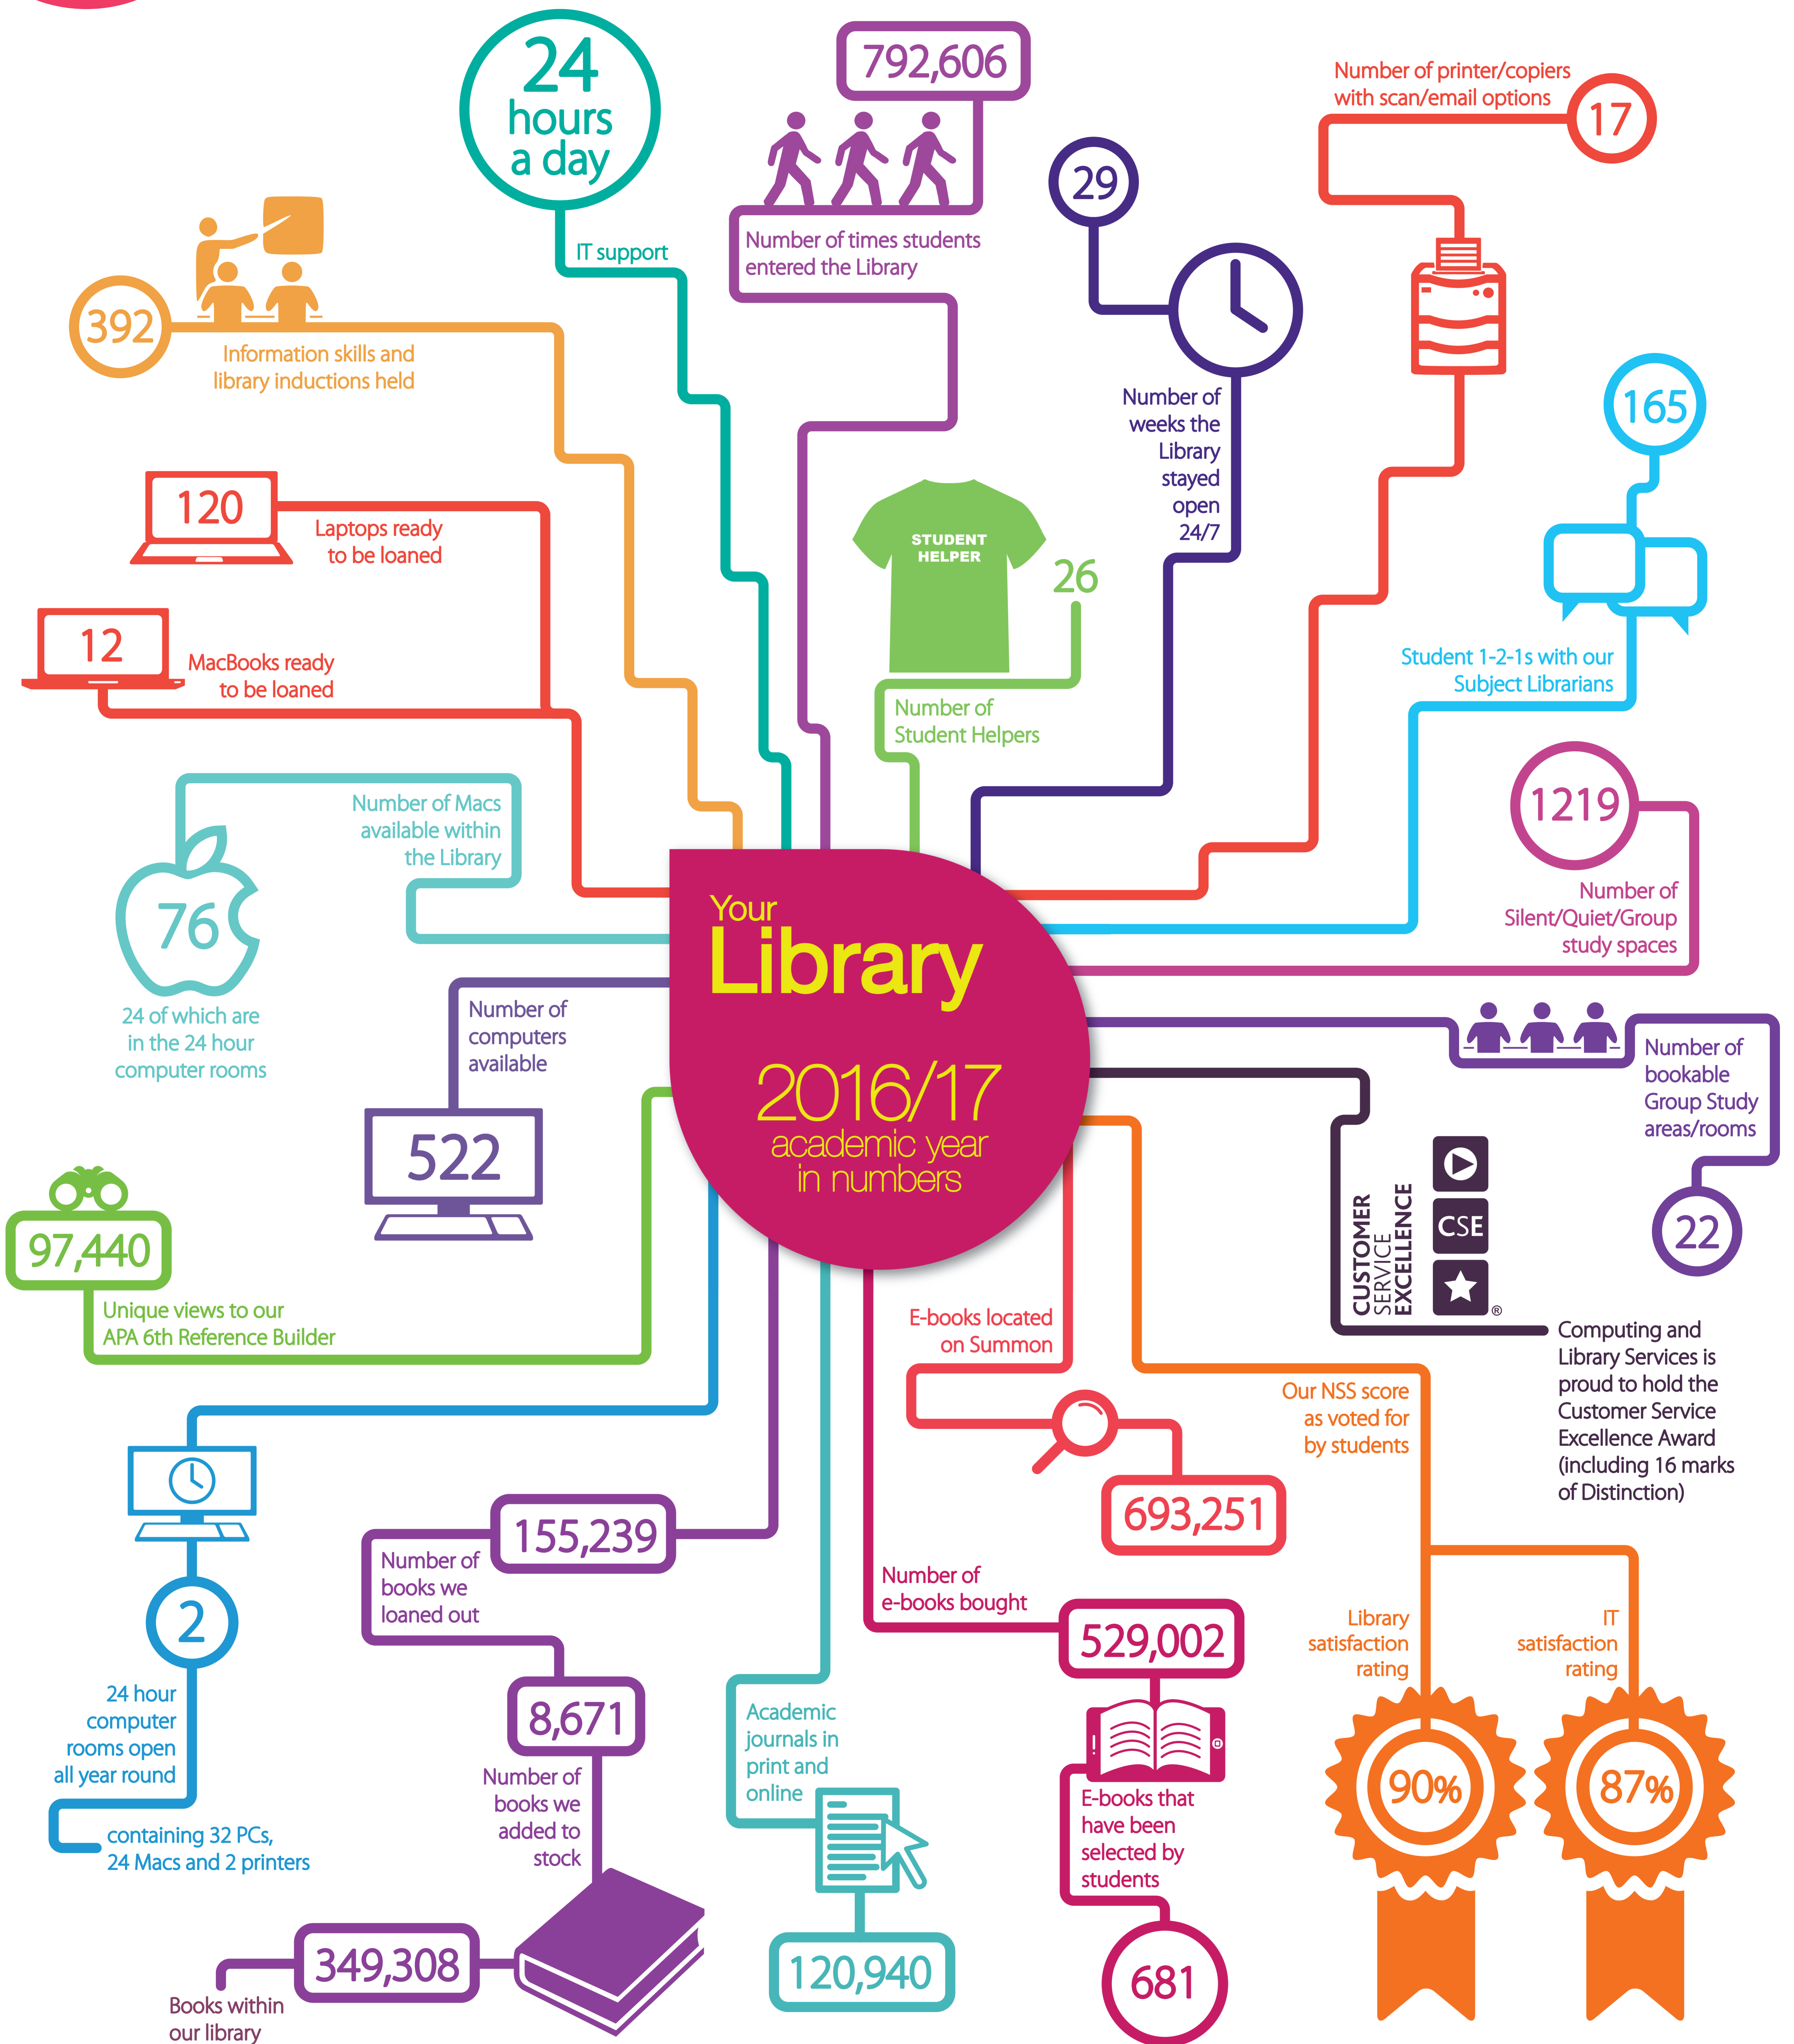 24
hours
a day
IT support
792,606
Number of times students
entered the Library
29
Number of
weeks the
Library
stayed
open
24/7
Number of printer/copiers
with scan/email options
17
392
Information skills and
library inductions held
165
Student 1-2-1s with our
Subject Librarians
120
Laptops ready
to be loaned
12
MacBooks ready
to be loaned
STUDENT
HELPER
26
Number of
Student Helpers
Number of Macs
available within
the Library
76
24 of which are
in the 24 hour
computer rooms
1219
Number of
Silent/Quiet/Group
study spaces
Your
Library
2016/17
academic year
in numbers
Number of
computers
available
522
Number of
bookable
Group Study
areas/rooms
22
97,440
Unique views to our
APA 6th Reference Builder
CUSTOMER
SERVICE
EXCELLENCE
CSE
®
Computing and
Library Services is
proud to hold the
Customer Service
Excellence Award
(including 16 marks
of Distinction)
E-books located
on Summon
693,251
Our NSS score
as voted for
by students
Library
satisfaction
rating
90%
IT
satisfaction
rating
87%
2
24 hour
computer
rooms open
all year round
containing 32 PCs,
24 Macs and 2 printers
155,239
Number of
books we
loaned out
8,671
Number of
books we
added to
stock
349,308
Books within
our library
Academic
journals in
print and
online
120,940
Number of
e-books bought
529,002
E-books that
have been
selected by
students
681